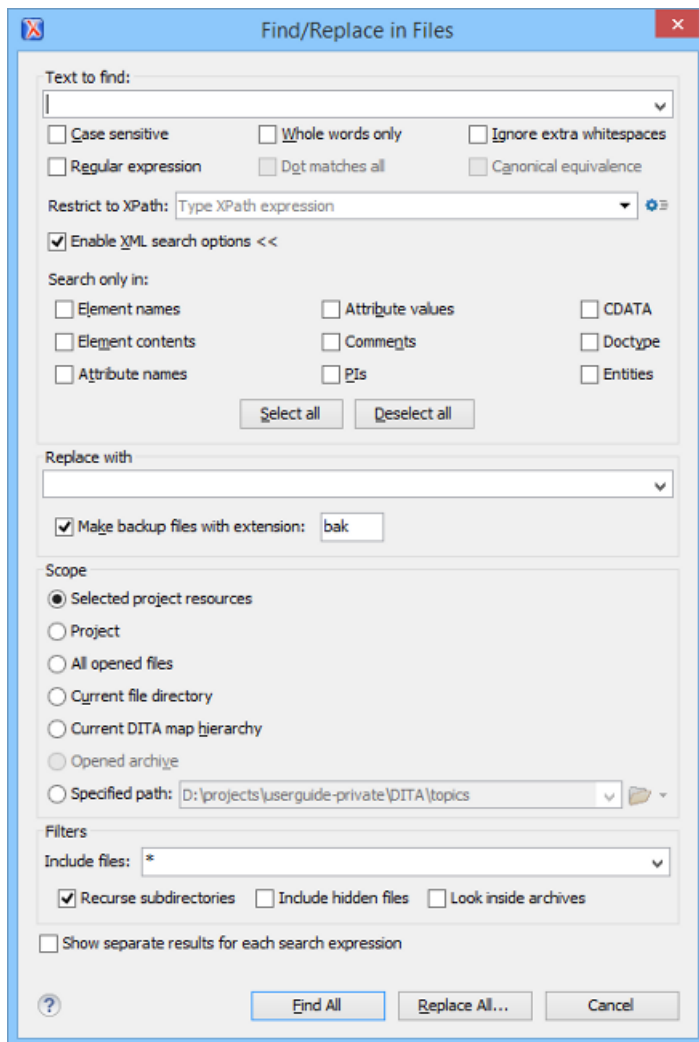 Find/Replace in Files
Text to find:
Case sensitive Whole words only Ignore extra whitespaces
Regular expression Dot matches all Canonical equivalence
Restrict to XPath: Type XPath expression
Enable XML search options <<
Search only in:
Element names Attribute values CDATA
Element contents Comments Doctype
Attribute names PIs Entities
Select all Deselect all
Replace with
Make backup files with extension: bak
Scope
Selected project resources
Project
All opened files
Current file directory
Current DITA map hierarchy
Opened archive
Specified path: D:\projects\userguide-private\DITA\topics
Filters
Include files: *
Recurse subdirectories Include hidden files Look inside archives
Show separate results for each search expression
? Find All Replace All... Cancel